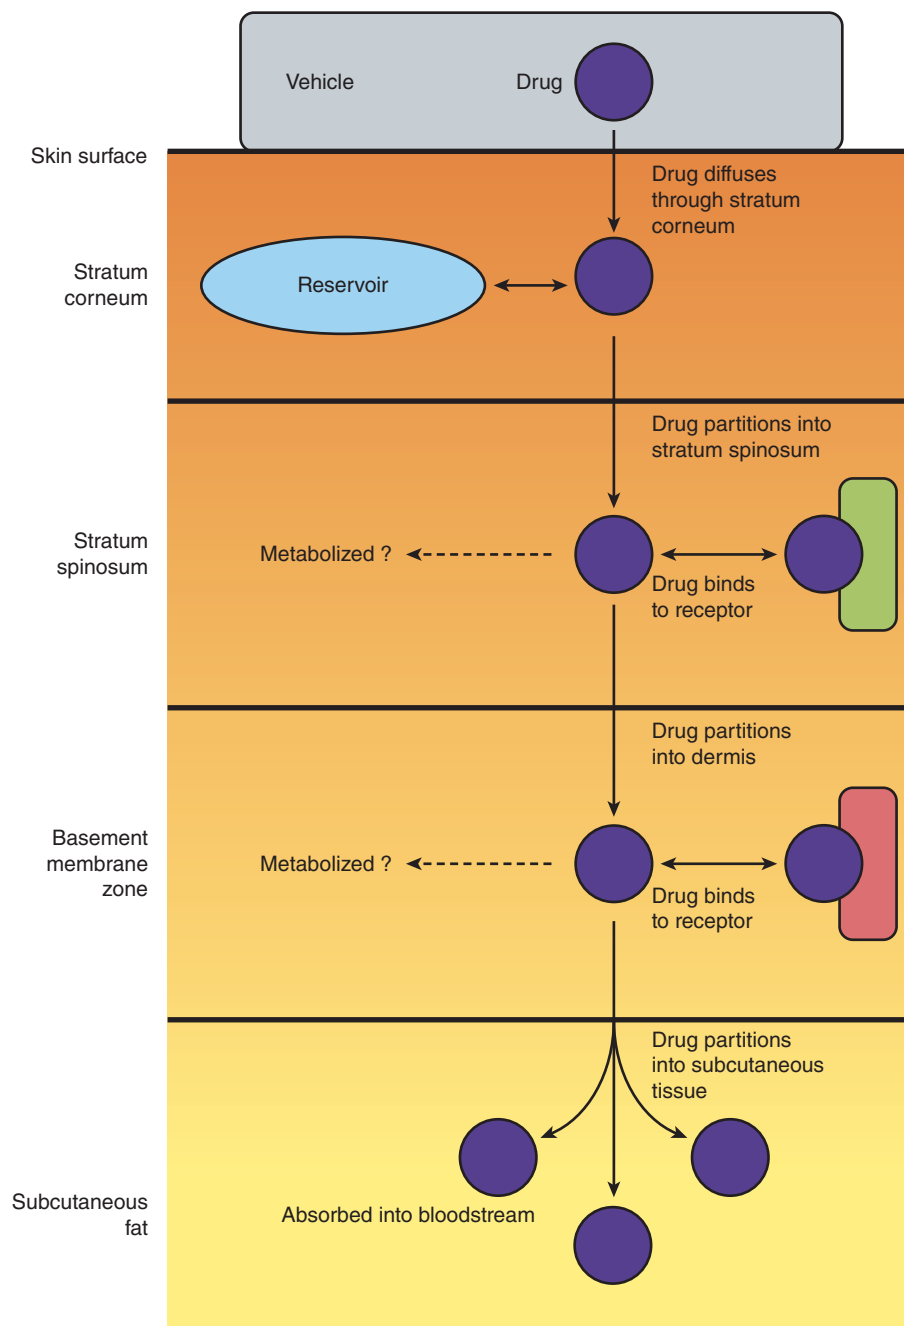 Vehicle
Drug
Skin surface
Drug diffuses
through stratum
corneum
Stratum
corneum
Reservoir
Drug partitions into
stratum spinosum
Stratum
spinosum
Metabolized ?
Drug binds
to receptor
Drug partitions
into dermis
Basement
membrane
zone
Metabolized ?
Drug binds
to receptor
Drug partitions
into subcutaneous
tissue
Subcutaneous
fat
Absorbed into bloodstream